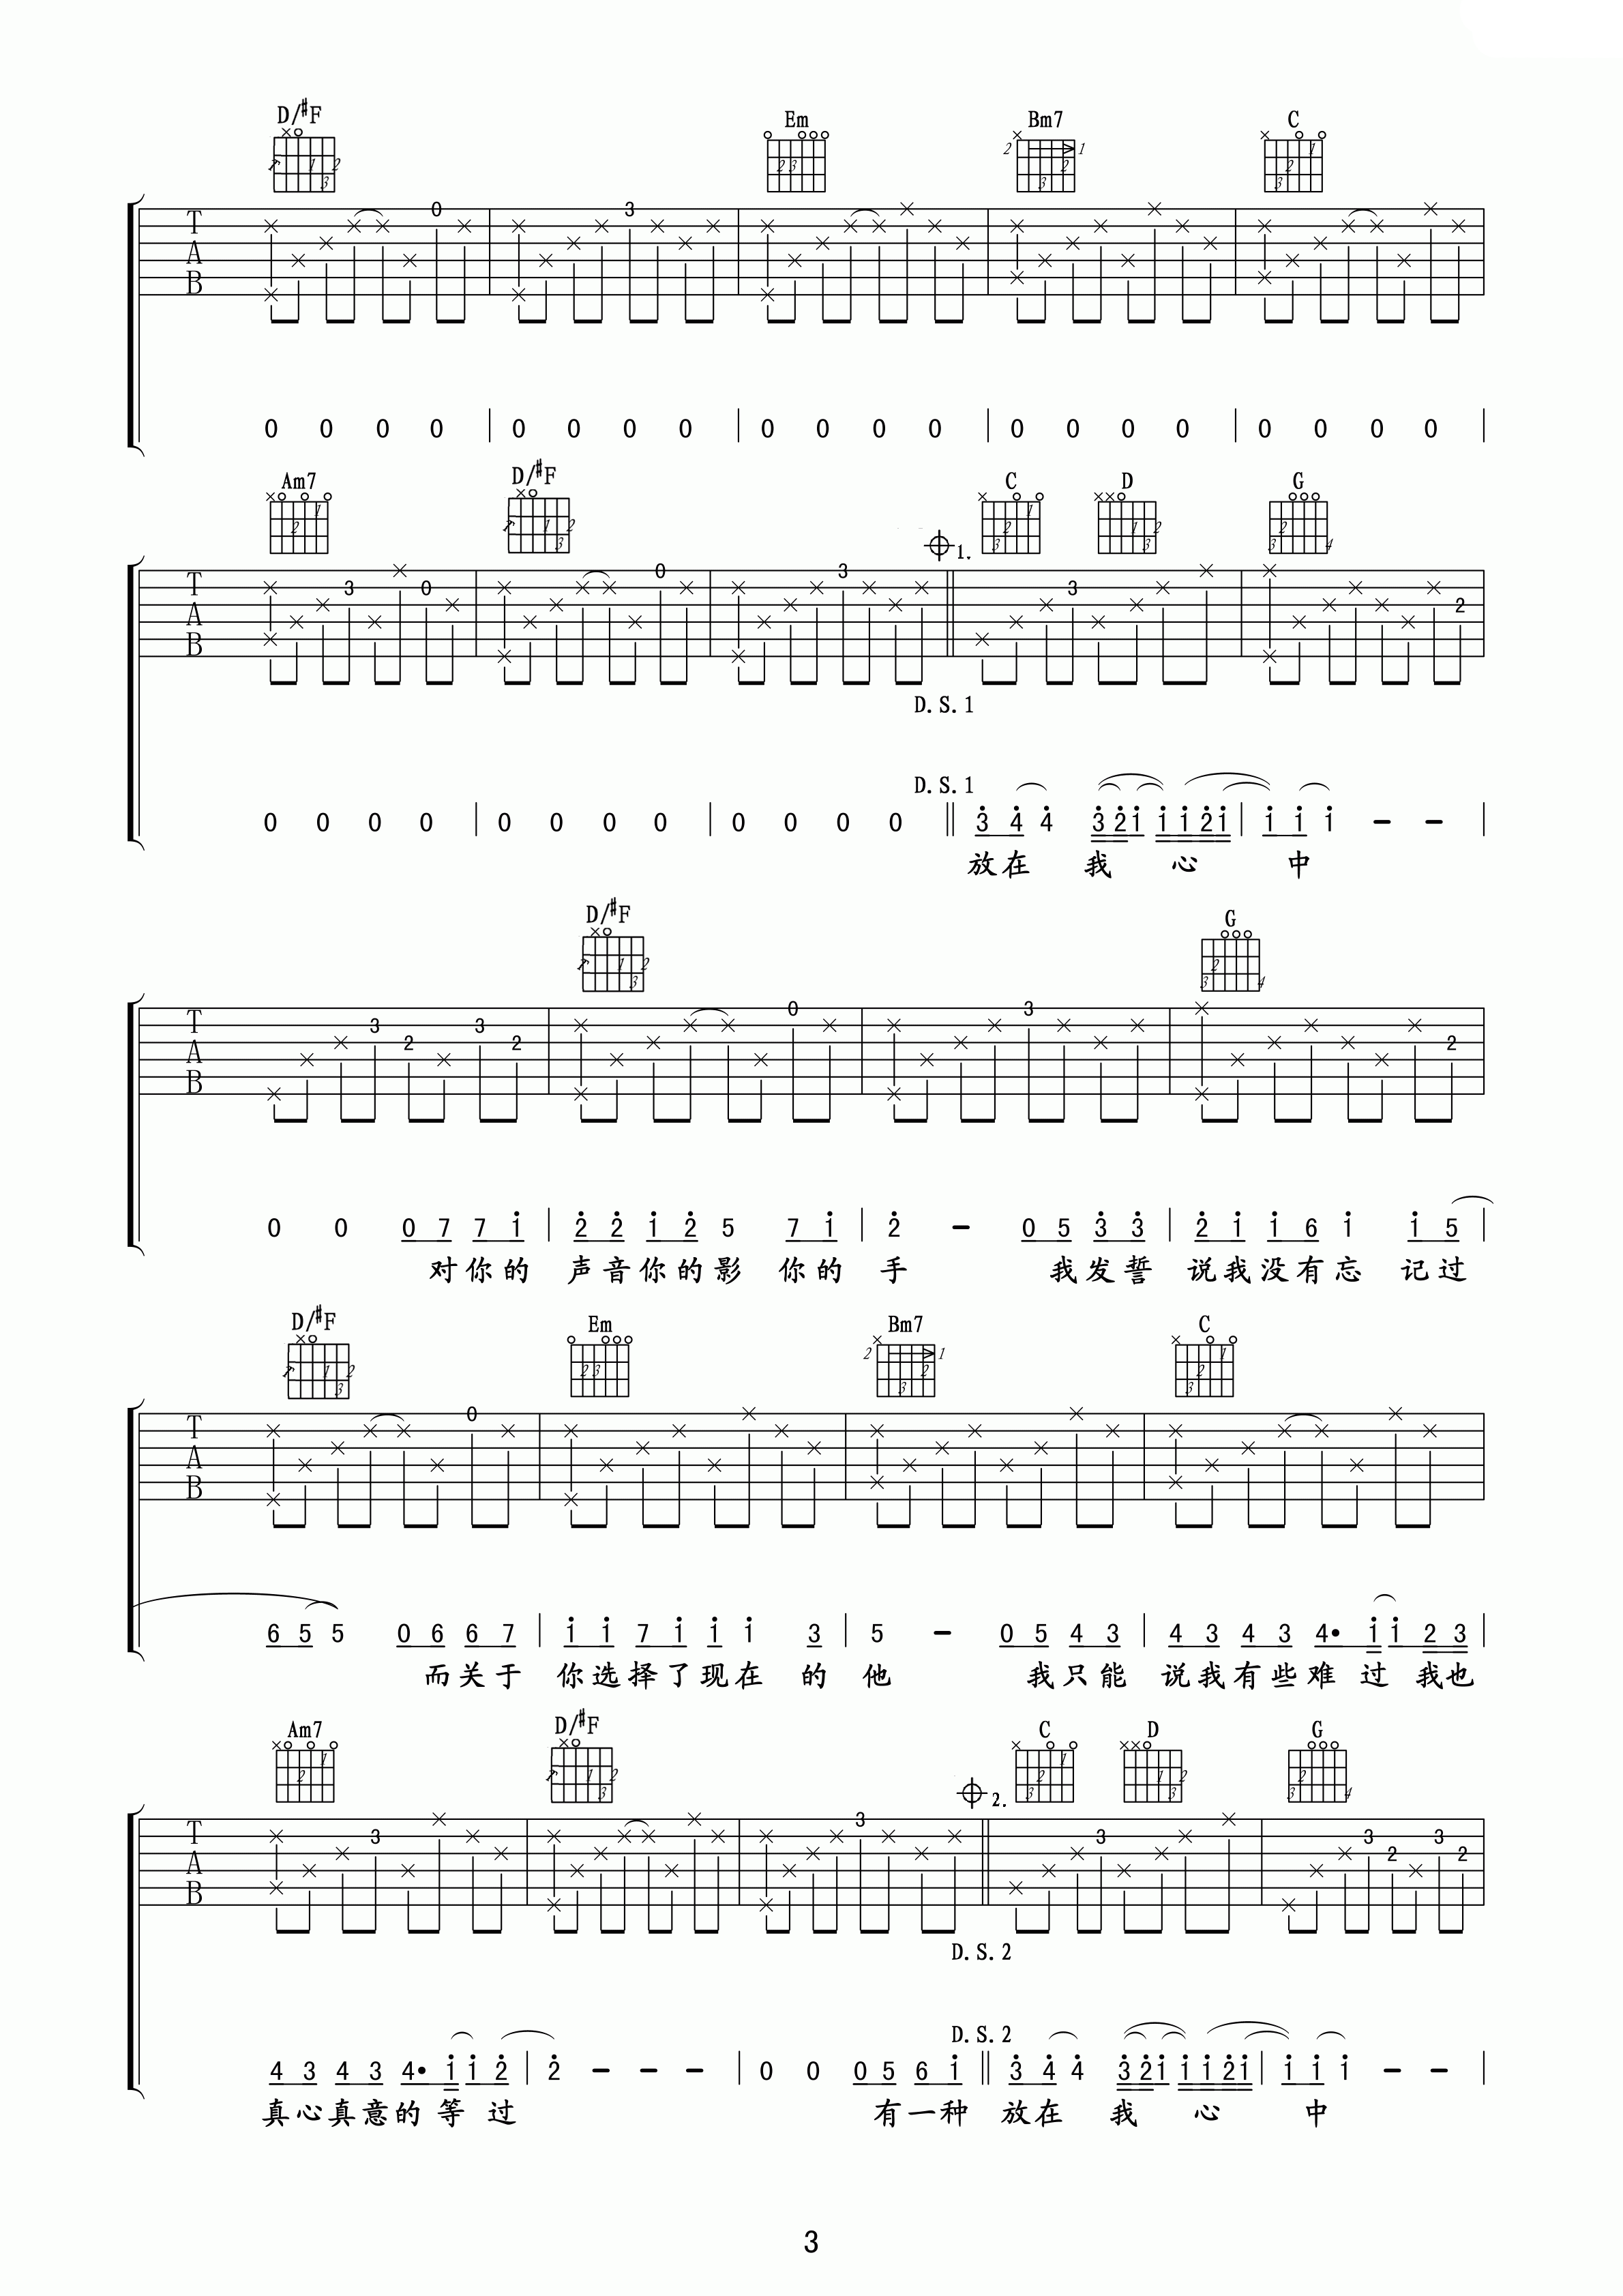 D/#F Em Bm7 C
2 1
T A B 0 3
0 0 0 0 | 0 0 0 0 | 0 0 0 0 | 0 0 0 0 | 0 0 0 0 |
Am7 D/#F C D G
1.
T A B 3 0 0 3 3 2
D.S.1
D.S.1
0 0 0 0 | 0 0 0 0 | 0 0 0 0 || 3 4 4 3 2 1 1 1 2 1 | 1 1 1 - - |
放在 我 心 中
D/#F G
T A B 3 2 3 2 0 3 2
0 0 0 7 7 1 | 2 2 1 2 5 7 1 | 2 - 0 5 3 3 | 2 1 1 6 1 1 5 |
对你的 声音你的影 你的 手 我发誓 说我没有忘 记过
D/#F Em Bm7 C
2 1
T A B 0
6 5 5 0 6 6 7 | 1 1 7 1 1 1 3 | 5 - 0 5 4 3 | 4 3 4 3 4· 1 1 2 3 |
而关于 你选择了现在 的 他 我只能 说我有些难 过 我也
Am7 D/#F C D G
2.
T A B 3 3 3 3 2 3 2
D.S.2
D.S.2
4 3 4 3 4· 1 1 2 | 2 - - - | 0 0 0 5 6 1 || 3 4 4 3 2 1 1 1 2 1 | 1 1 1 - - |
真心真意的 等 过 有一种 放在 我 心 中
3